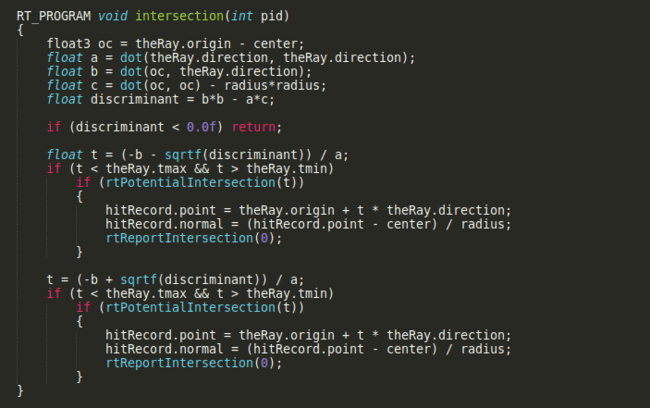 RT_PROGRAM void intersection(int pid)
{
    float3 oc = theRay.origin - center;
    float a = dot(theRay.direction, theRay.direction);
    float b = dot(oc, theRay.direction);
    float c = dot(oc, oc) - radius*radius;
    float discriminant = b*b - a*c;

    if (discriminant < 0.0f) return;

    float t = (-b - sqrtf(discriminant)) / a;
    if (t < theRay.tmax && t > theRay.tmin)
        if (rtPotentialIntersection(t))
        {
            hitRecord.point = theRay.origin + t * theRay.direction;
            hitRecord.normal = (hitRecord.point - center) / radius;
            rtReportIntersection(0);
        }

    t = (-b + sqrtf(discriminant)) / a;
    if (t < theRay.tmax && t > theRay.tmin)
        if (rtPotentialIntersection(t))
        {
            hitRecord.point = theRay.origin + t * theRay.direction;
            hitRecord.normal = (hitRecord.point - center) / radius;
            rtReportIntersection(0);
        }
}